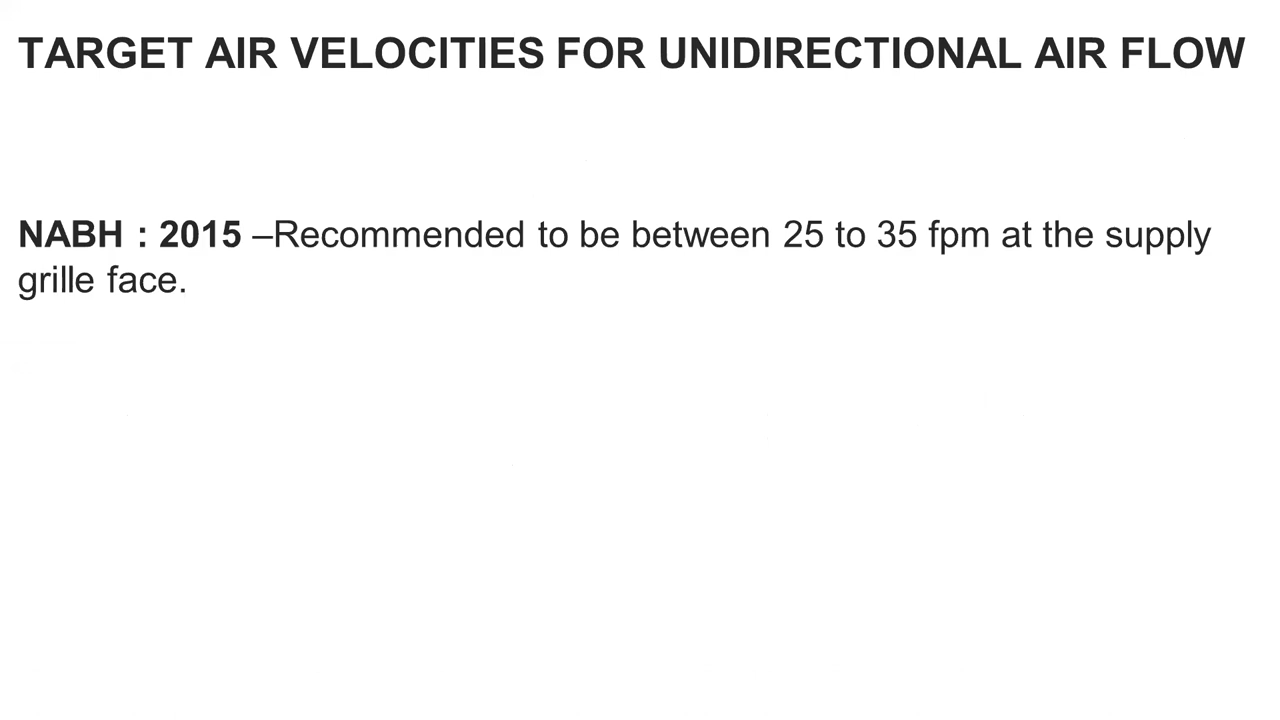 TARGET AIR VELOCITIES FOR UNIDIRECTIONAL AIR FLOW
NABH : 2015 –Recommended to be between 25 to 35 fpm at the supply
grille face.